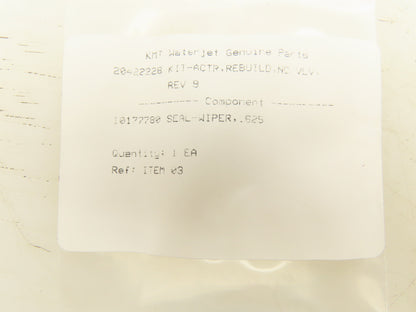 KMT Waterjet Genuine Parts
20422228 KIT-ACTR,REBUILD,NC VLV,
REV 9
---------- Component ----------
10177780 SEAL-WIPER,.625
Quantity: 1 EA
Ref: ITEM 03